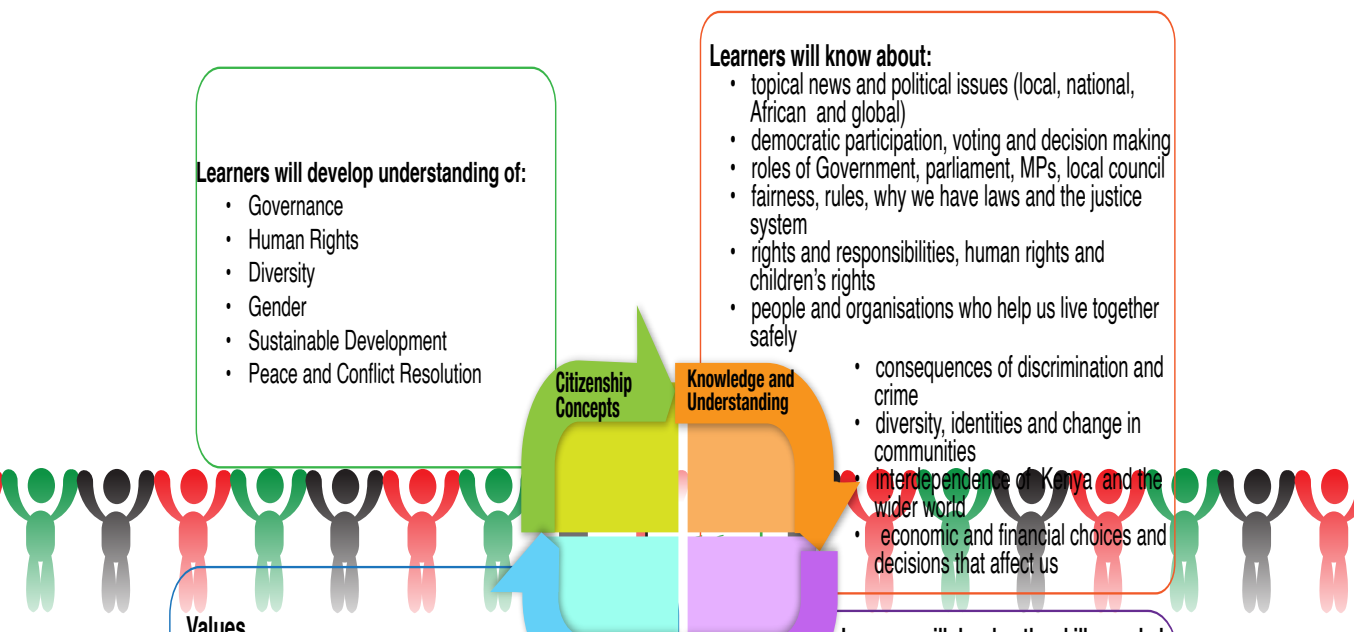 Learners will develop understanding of:
• Governance
• Human Rights
• Diversity
• Gender
• Sustainable Development
• Peace and Conflict Resolution
Citizenship
Concepts
Learners will know about:
• topical news and political issues (local, national,
African and global)
• democratic participation, voting and decision making
• roles of Government, parliament, MPs, local council
• fairness, rules, why we have laws and the justice
system
• rights and responsibilities, human rights and
children's rights
• people and organisations who help us live together
safely
• consequences of discrimination and
crime
• diversity, identities and change in
communities
• interdependence of Kenya and the
wider world
• economic and financial choices and
decisions that affect us
Knowledge and
Understanding
Values